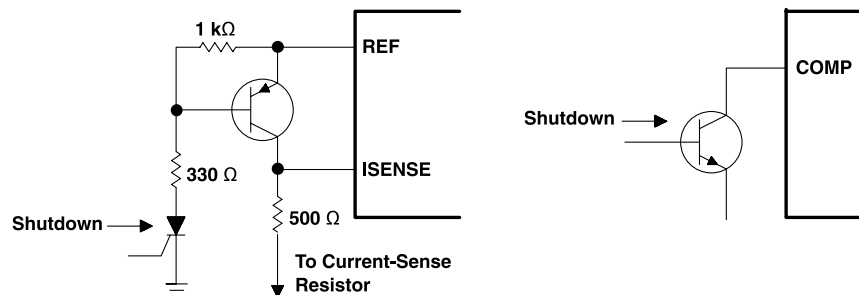 1 kΩ
REF
COMP
Shutdown
330 Ω
ISENSE
Shutdown
500 Ω
To Current-Sense
Resistor